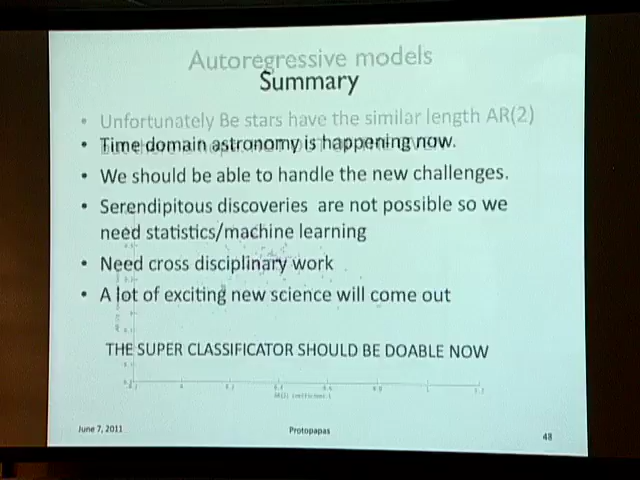 Autoregressive models
Summary
• Unfortunately Be stars have the similar length AR(2)
• Time domain astronomy is happening now.
• We should be able to handle the new challenges.
• Serendipitous discoveries are not possible so we
need statistics/machine learning
• Need cross disciplinary work
• A lot of exciting new science will come out
THE SUPER CLASSIFICATOR SHOULD BE DOABLE NOW
June 7, 2011
Protopapas
48